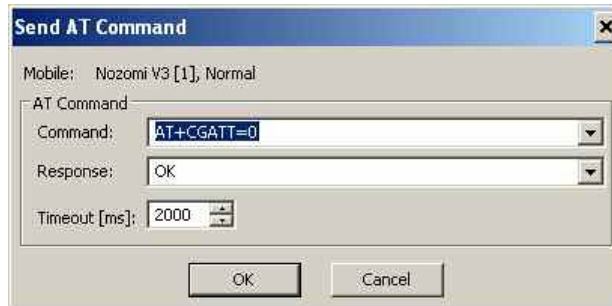 Send AT Command
Mobile: Nozomi V3 [1], Normal
AT Command
Command: AT+CGATT=0
Response: OK
Timeout [ms]: 2000
OK Cancel